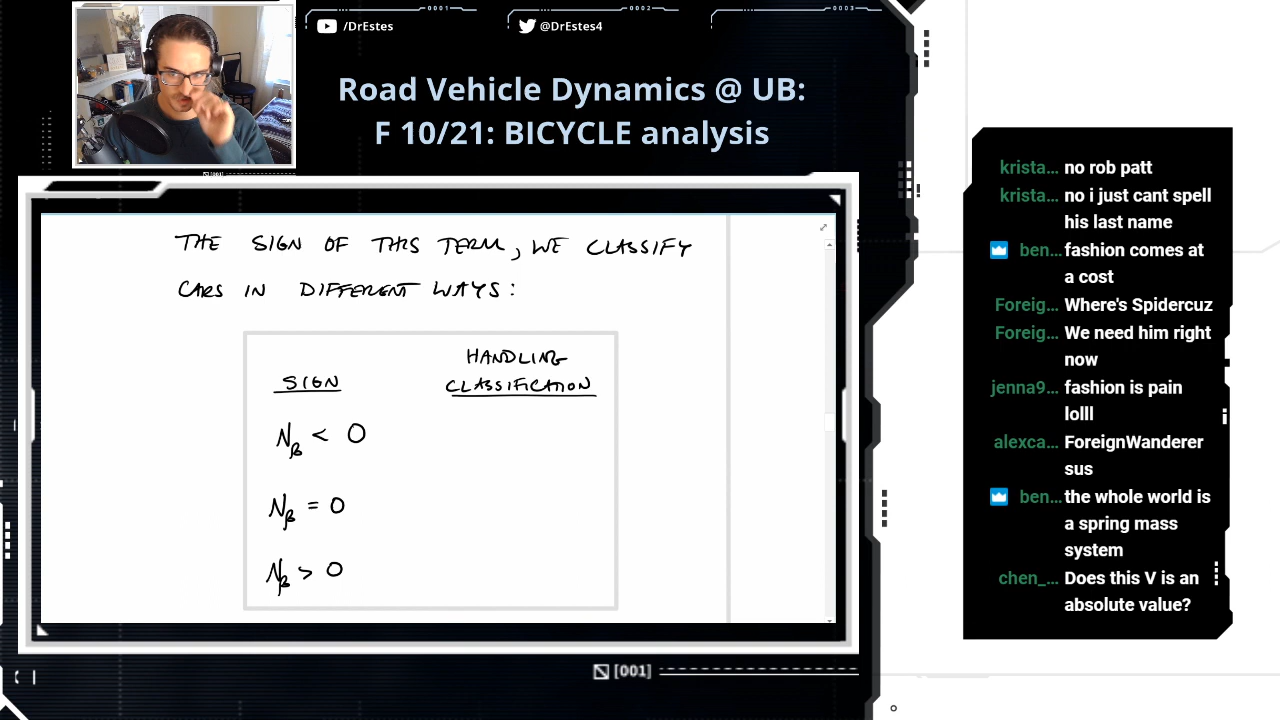 0001
0002
0003
/DrEstes
@DrEstes4
Road Vehicle Dynamics @ UB:
F 10/21: BICYCLE analysis
[001]
THE SIGN OF THIS TERM, WE CLASSIFY
CARS IN DIFFERENT WAYS:
HANDLING
SIGN CLASSIFICATION
Nβ < 0
Nβ = 0
Nβ > 0
[001]
krista... no rob patt
krista... no i just cant spell
his last name
ben... fashion comes at
a cost
Foreig... Where's Spidercuz
Foreig... We need him right
now
jenna9... fashion is pain
lolll
alexca... ForeignWanderer
sus
ben... the whole world is
a spring mass
system
chen_... Does this V is an
absolute value?